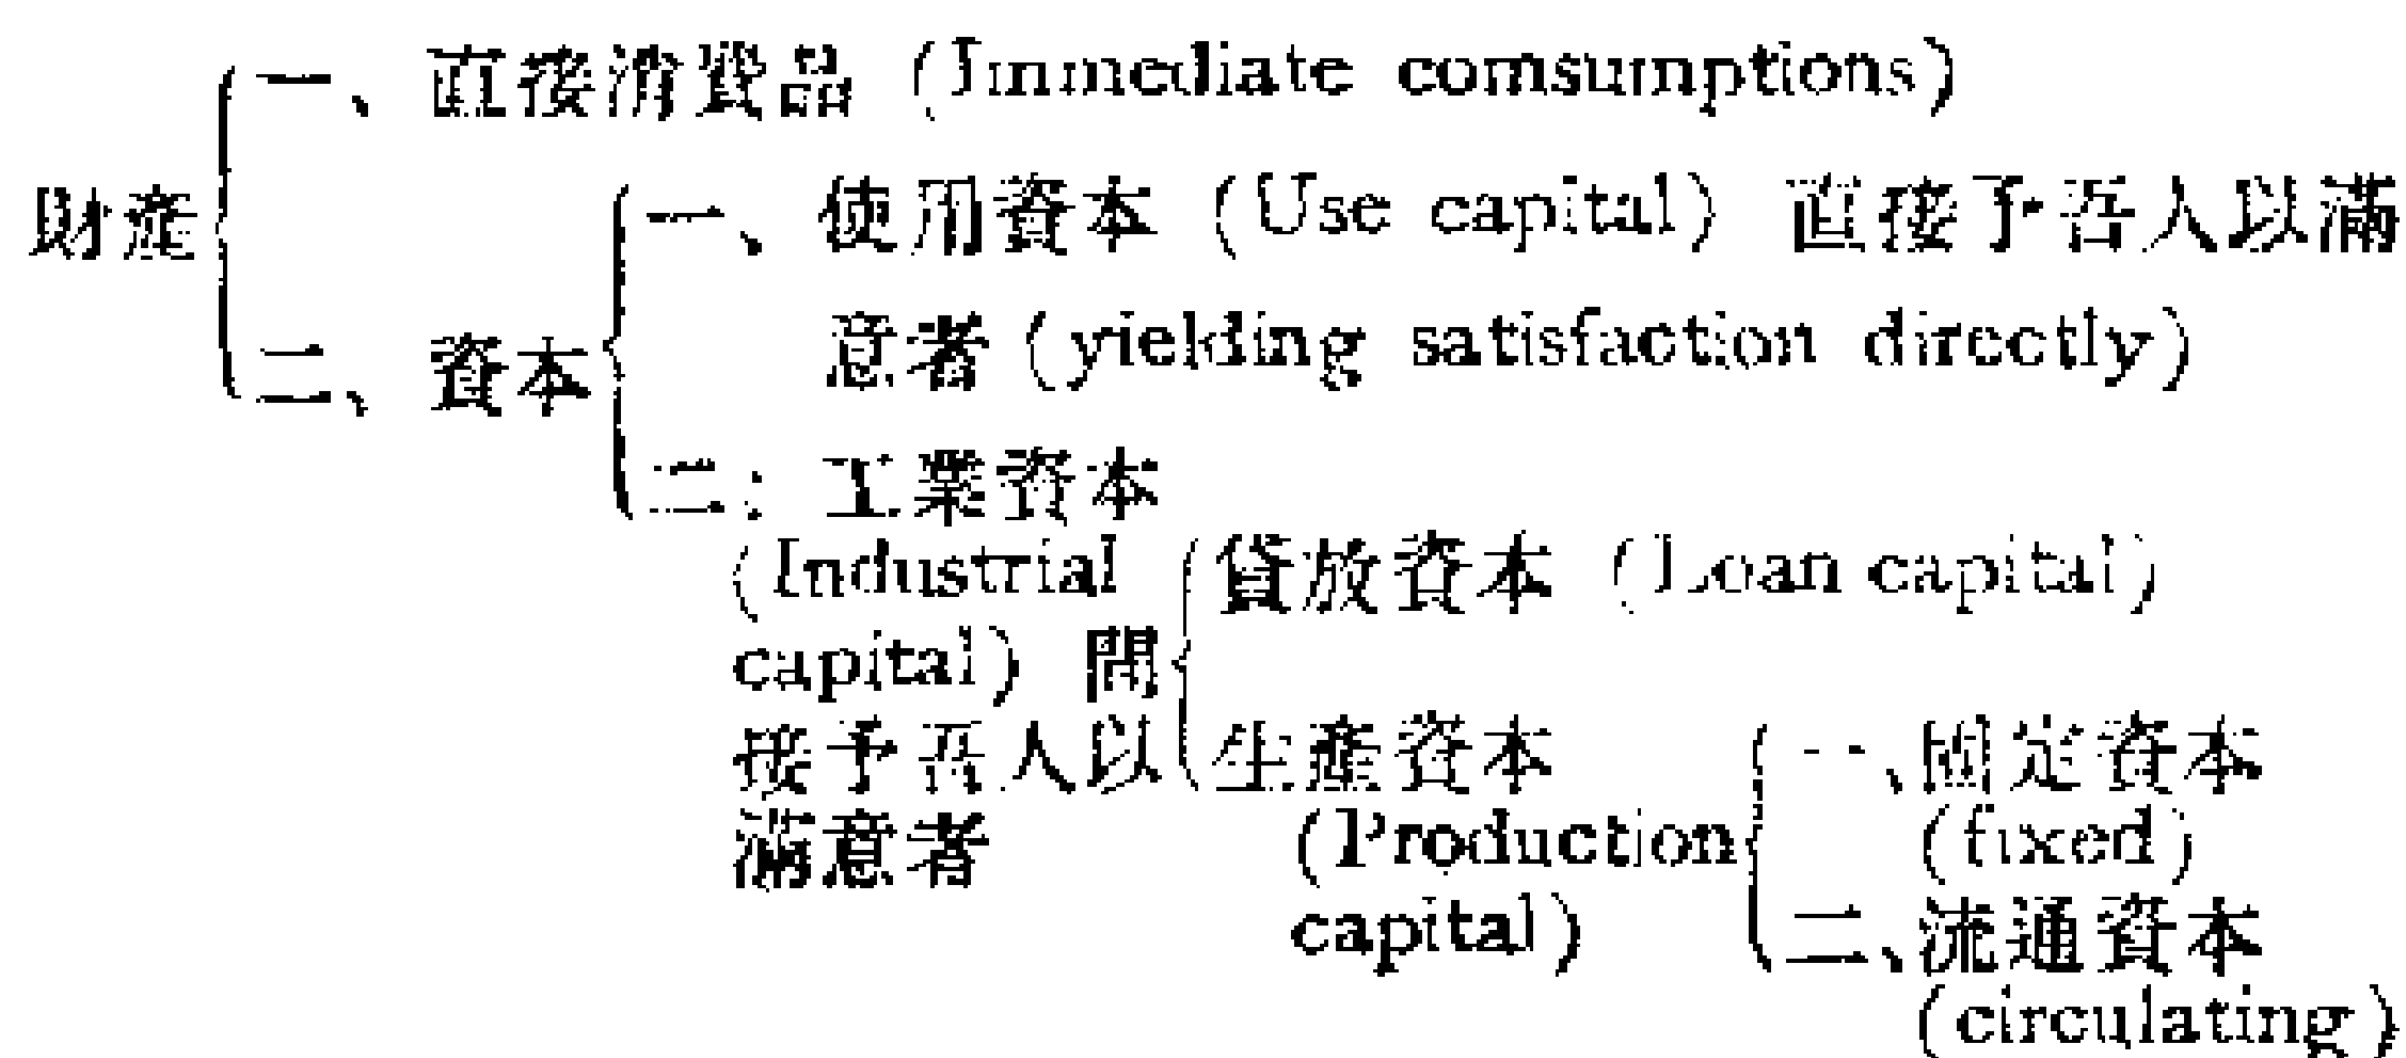 一、直接消費品 (Immediate comsumptions)
財產
一、使用資本 (Use capital) 直接予吾人以滿
意者 (yielding satisfaction directly)
二、資本
二、工業資本
(Industrial
capital) 間
接予吾人以
滿意者
貸放資本 (Loan capital)
生產資本
(Production
capital)
一、固定資本
(fixed)
二、流通資本
(circulating)